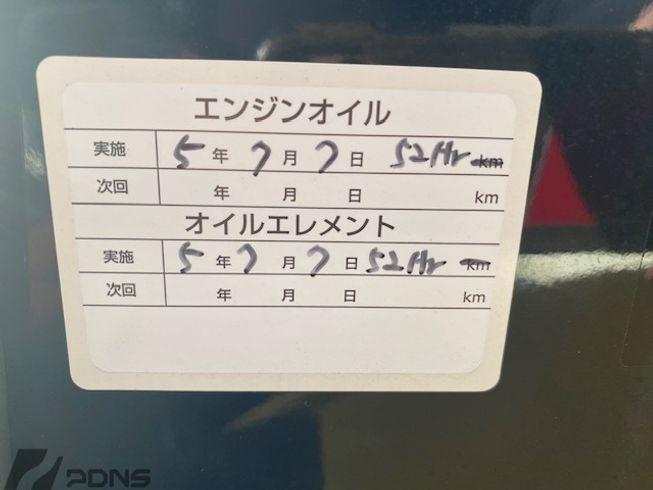 エンジンオイル
実施 5年 7月 7日 52Hr km
次回 年 月 日 km
オイルエレメント
実施 5年 7月 7日 52Hr km
次回 年 月 日 km
PDNS